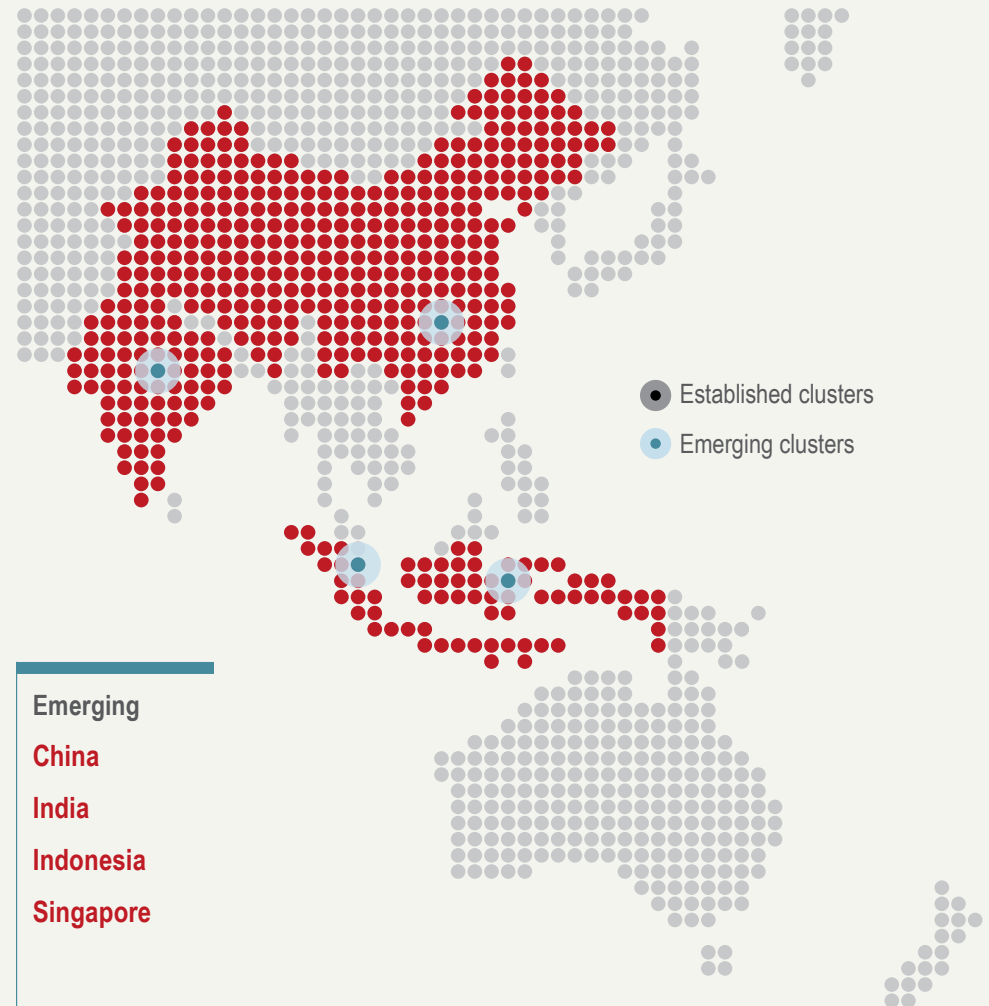 Established clusters
Emerging clusters
Emerging
China
India
Indonesia
Singapore